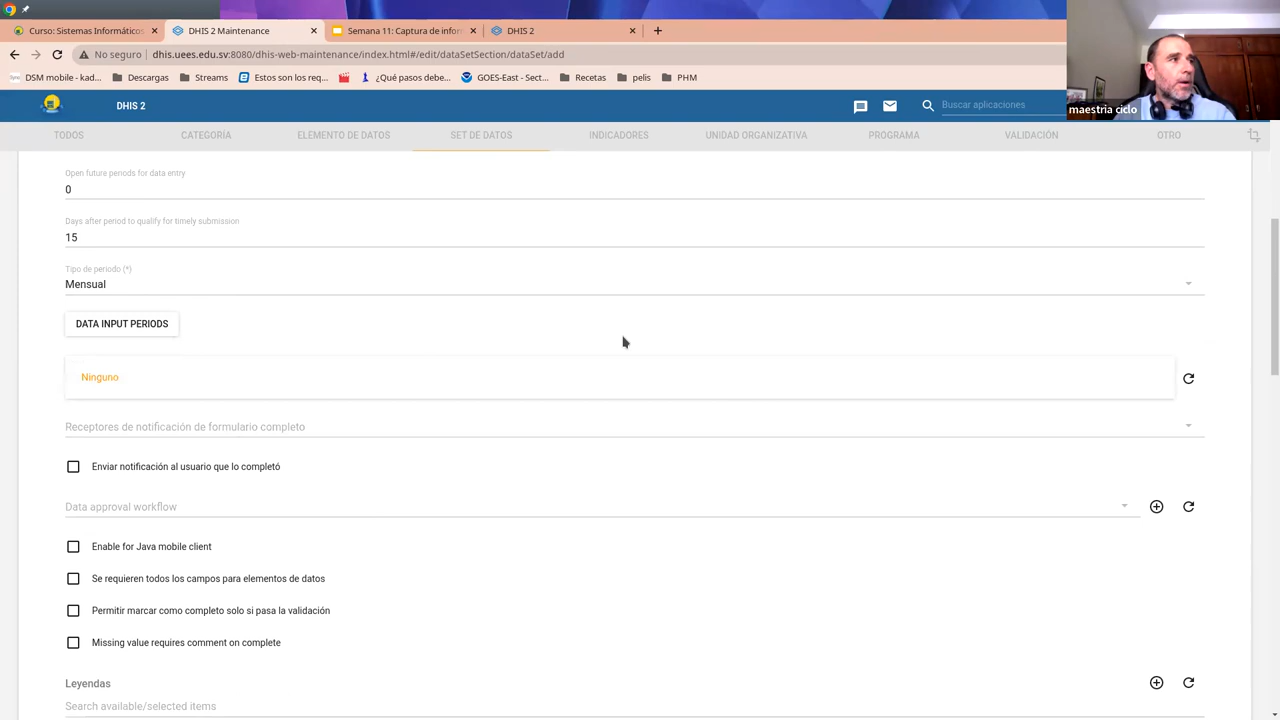 Curso: Sistemas Informáticos
DHIS 2 Maintenance
Semana 11: Captura de infor
DHIS 2
No seguro
dhis.uees.edu.sv:8080/dhis-web-maintenance/index.html#/edit/dataSetSection/dataSet/add
DSM mobile - kad...
Descargas
Streams
Estos son los req...
¿Qué pasos debe...
GOES-East - Sect...
Recetas
pelis
PHM
maestria ciclo
DHIS 2
Buscar aplicaciones
TODOS
CATEGORÍA
ELEMENTO DE DATOS
SET DE DATOS
INDICADORES
UNIDAD ORGANIZATIVA
PROGRAMA
VALIDACIÓN
OTRO
Open future periods for data entry
0
Days after period to qualify for timely submission
15
Tipo de periodo (*)
Mensual
DATA INPUT PERIODS
Ninguno
Receptores de notificación de formulario completo
Enviar notificación al usuario que lo completó
Data approval workflow
Enable for Java mobile client
Se requieren todos los campos para elementos de datos
Permitir marcar como completo solo si pasa la validación
Missing value requires comment on complete
Leyendas
Search available/selected items